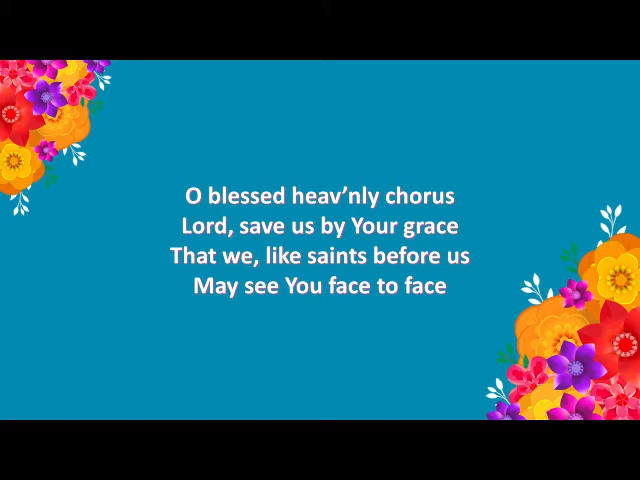 O blessed heav’nly chorus
Lord, save us by Your grace
That we, like saints before us
May see You face to face